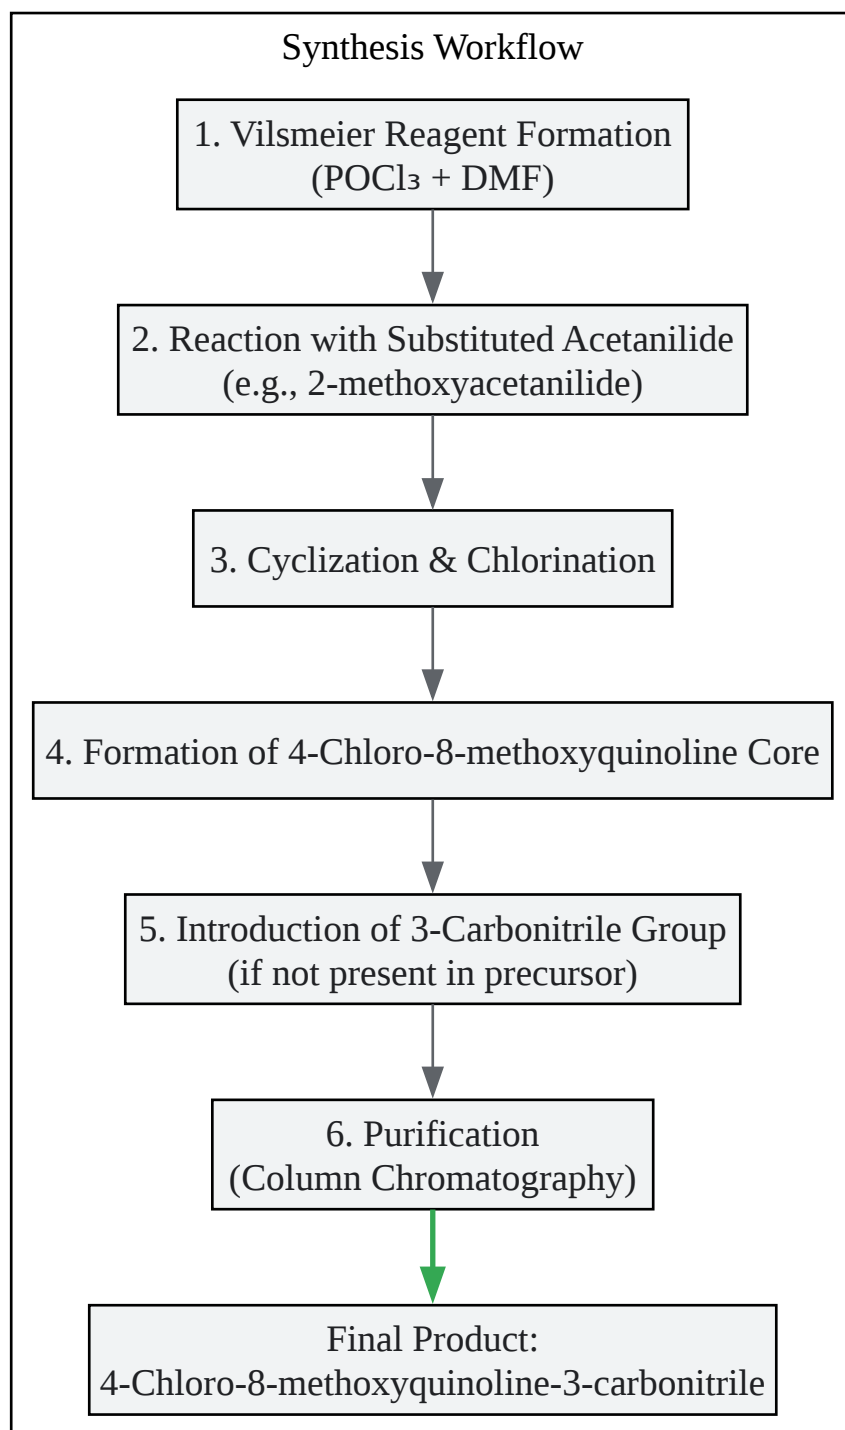 Synthesis Workflow
1. Vilsmeier Reagent Formation
(POCl₃ + DMF)
2. Reaction with Substituted Acetanilide
(e.g., 2-methoxyacetanilide)
3. Cyclization & Chlorination
4. Formation of 4-Chloro-8-methoxyquinoline Core
5. Introduction of 3-Carbonitrile Group
(if not present in precursor)
6. Purification
(Column Chromatography)
Final Product:
4-Chloro-8-methoxyquinoline-3-carbonitrile